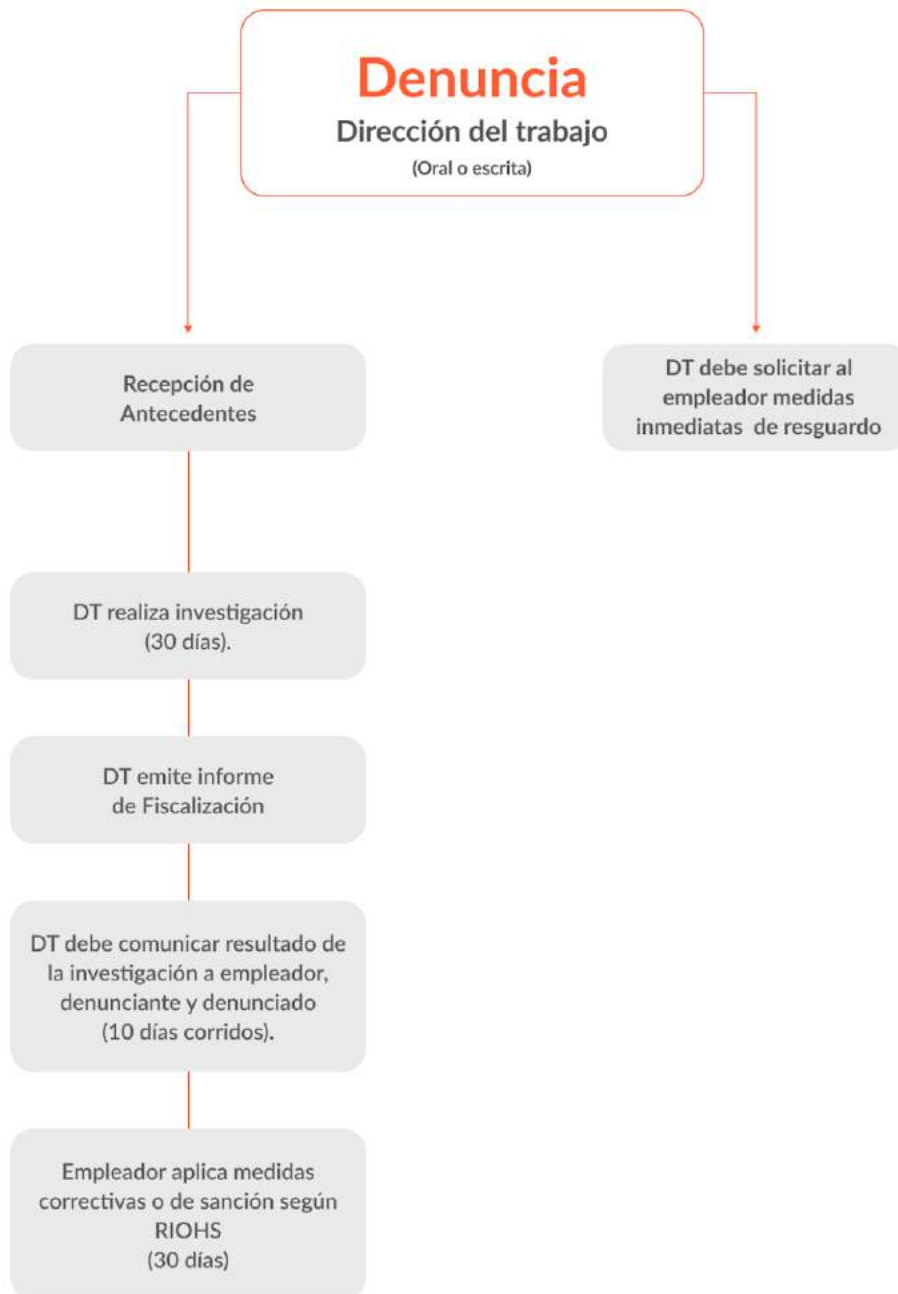 Denuncia
Dirección del trabajo
(Oral o escrita)
Recepción de
Antecedentes
DT debe solicitar al
empleador medidas
inmediatas de resguardo
DT realiza investigación
(30 días).
DT emite informe
de Fiscalización
DT debe comunicar resultado de
la investigación a empleador,
denunciante y denunciado
(10 días corridos).
Empleador aplica medidas
correctivas o de sanción según
RIOHS
(30 días)